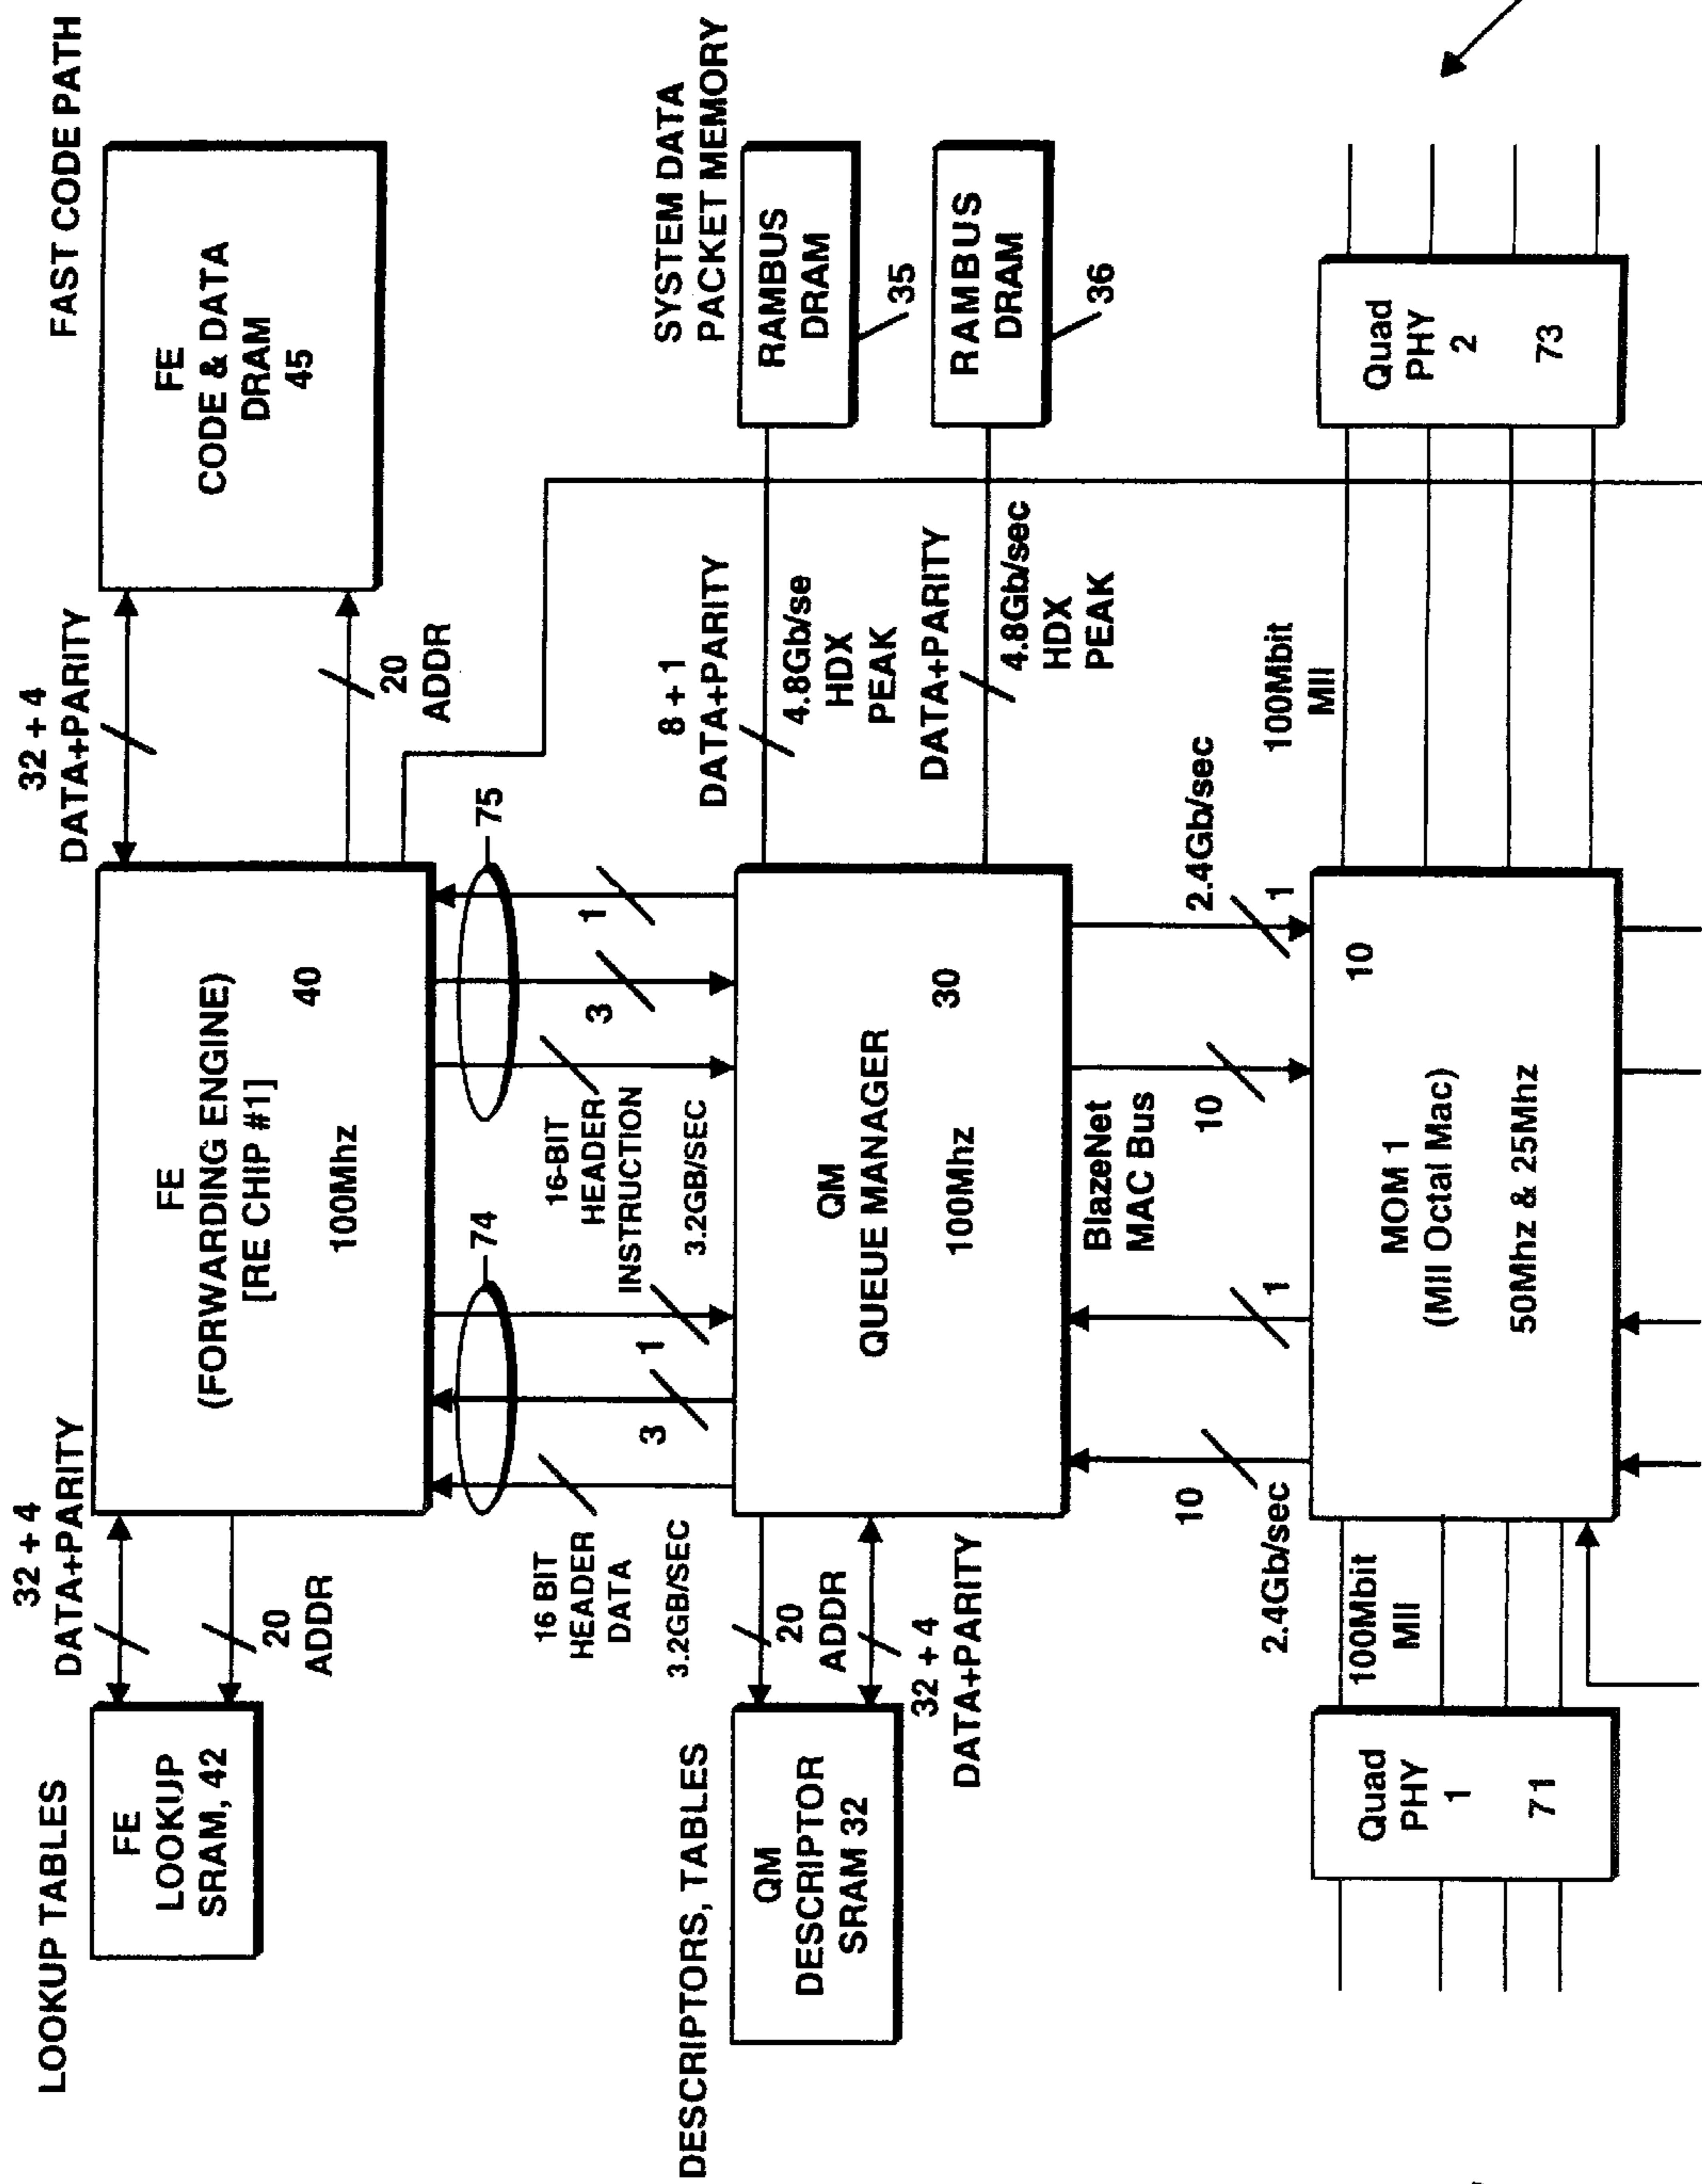 LOOKUP TABLES
32 + 4
DATA+PARITY
32 + 4
DATA+PARITY
FAST CODE PATH
FE
LOOKUP
SRAM, 42
20
ADDR
FE
(FORWARDING ENGINE)
[RE CHIP #1]
40
100Mhz
20
ADDR
FE
CODE & DATA
DRAM
45
74
75
16 BIT
HEADER
DATA
3.2GB/SEC
3
1
16-BIT
HEADER
INSTRUCTION
3.2GB/SEC
3
1
DESCRIPTORS, TABLES
QM
DESCRIPTOR
SRAM 32
20
ADDR
32 + 4
DATA+PARITY
QM
QUEUE MANAGER
30
100Mhz
8 + 1
DATA+PARITY
4.8Gb/se
HDX
PEAK
DATA+PARITY
4.8Gb/sec
HDX
PEAK
SYSTEM DATA
PACKET MEMORY
RAMBUS
DRAM
35
RAMBUS
DRAM
36
10
2.4Gb/sec
1
BlazeNet
MAC Bus
10
2.4Gb/sec
1
Quad
PHY
1
71
100Mbit
MII
MOM 1
(MII Octal Mac)
10
50Mhz & 25Mhz
100Mbit
MII
Quad
PHY
2
73